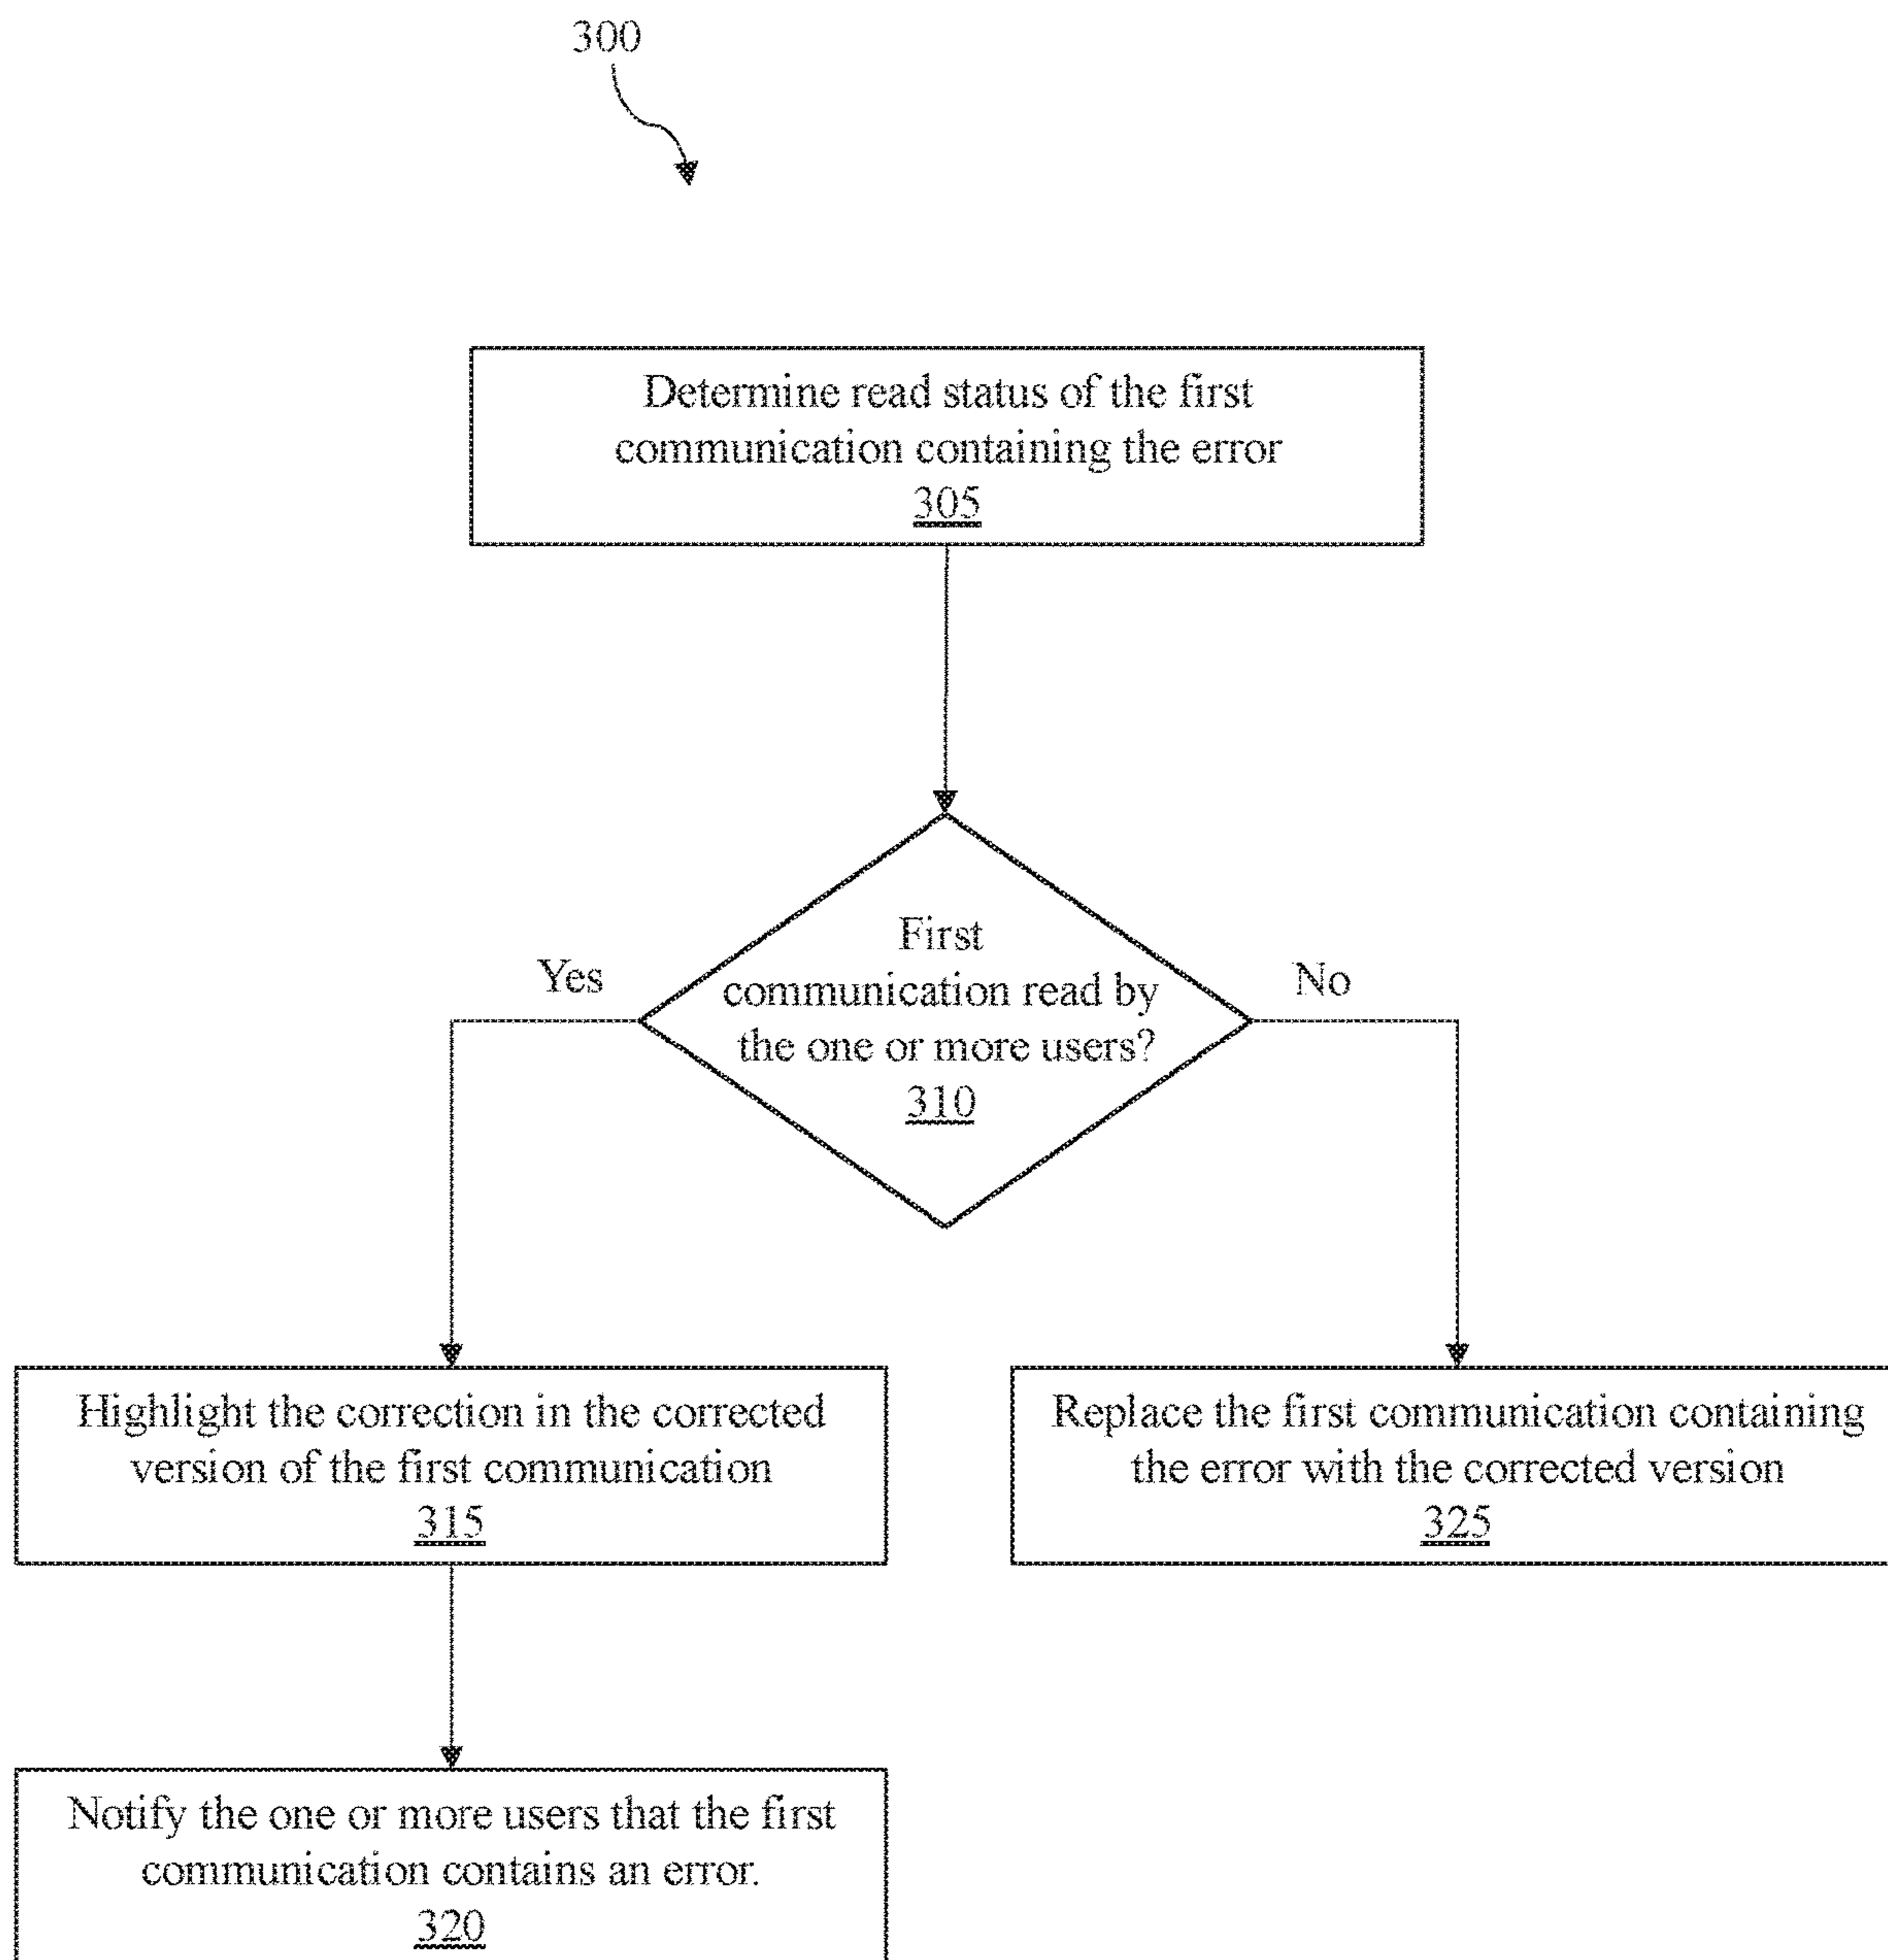 300
Determine read status of the first
communication containing the error
305
First
communication read by
the one or more users?
310
Yes
No
Highlight the correction in the corrected
version of the first communication
315
Replace the first communication containing
the error with the corrected version
325
Notify the one or more users that the first
communication contains an error.
320